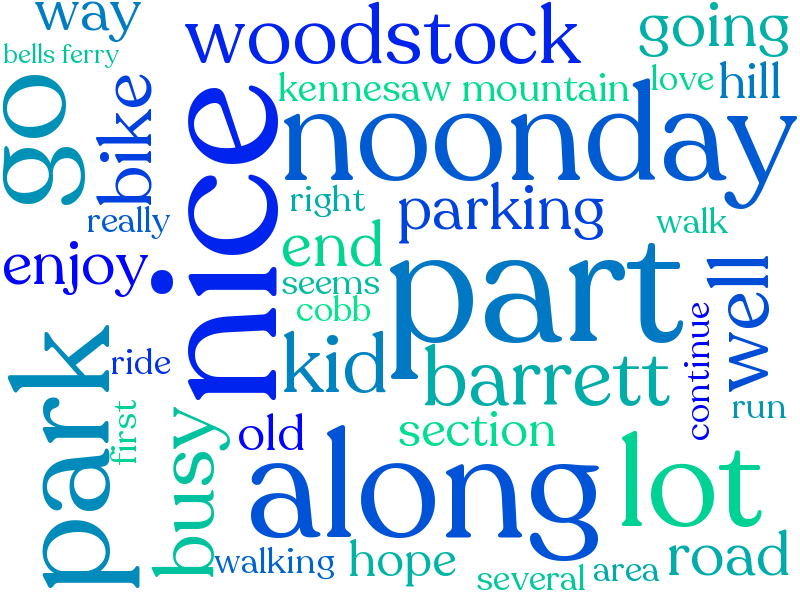 way
woodstock
going
bells ferry
kennesaw mountain
love
hill
go
bike
nice
noonday
right
parking
really
walk
enjoy
end
seems
cobb
part
well
park
ride
kid
barrett
continue
run
first
busy
old
section
along
lot
walking
hope
several
area
road